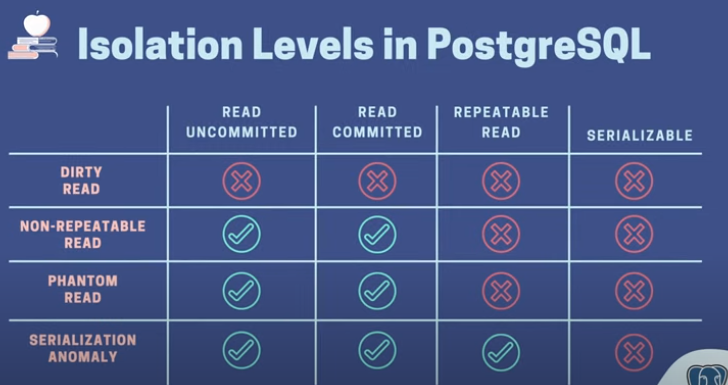 Isolation Levels in PostgreSQL
READ UNCOMMITTED
READ COMMITTED
REPEATABLE READ
SERIALIZABLE
DIRTY READ
NON-REPEATABLE READ
PHANTOM READ
SERIALIZATION ANOMALY